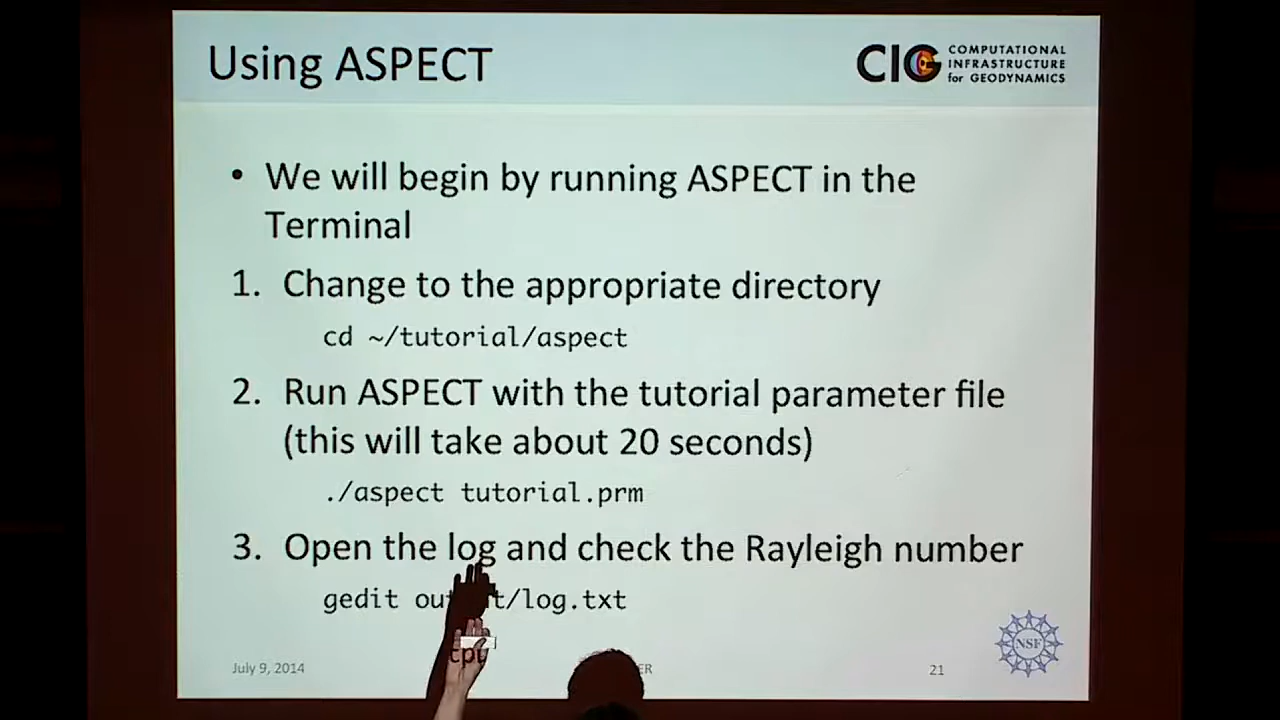 Using ASPECT
CIG COMPUTATIONAL
INFRASTRUCTURE
for GEODYNAMICS
• We will begin by running ASPECT in the
Terminal
1. Change to the appropriate directory
cd ~/tutorial/aspect
2. Run ASPECT with the tutorial parameter file
(this will take about 20 seconds)
./aspect tutorial.prm
3. Open the log and check the Rayleigh number
gedit ou t/log.txt
NSF
July 9, 2014
21